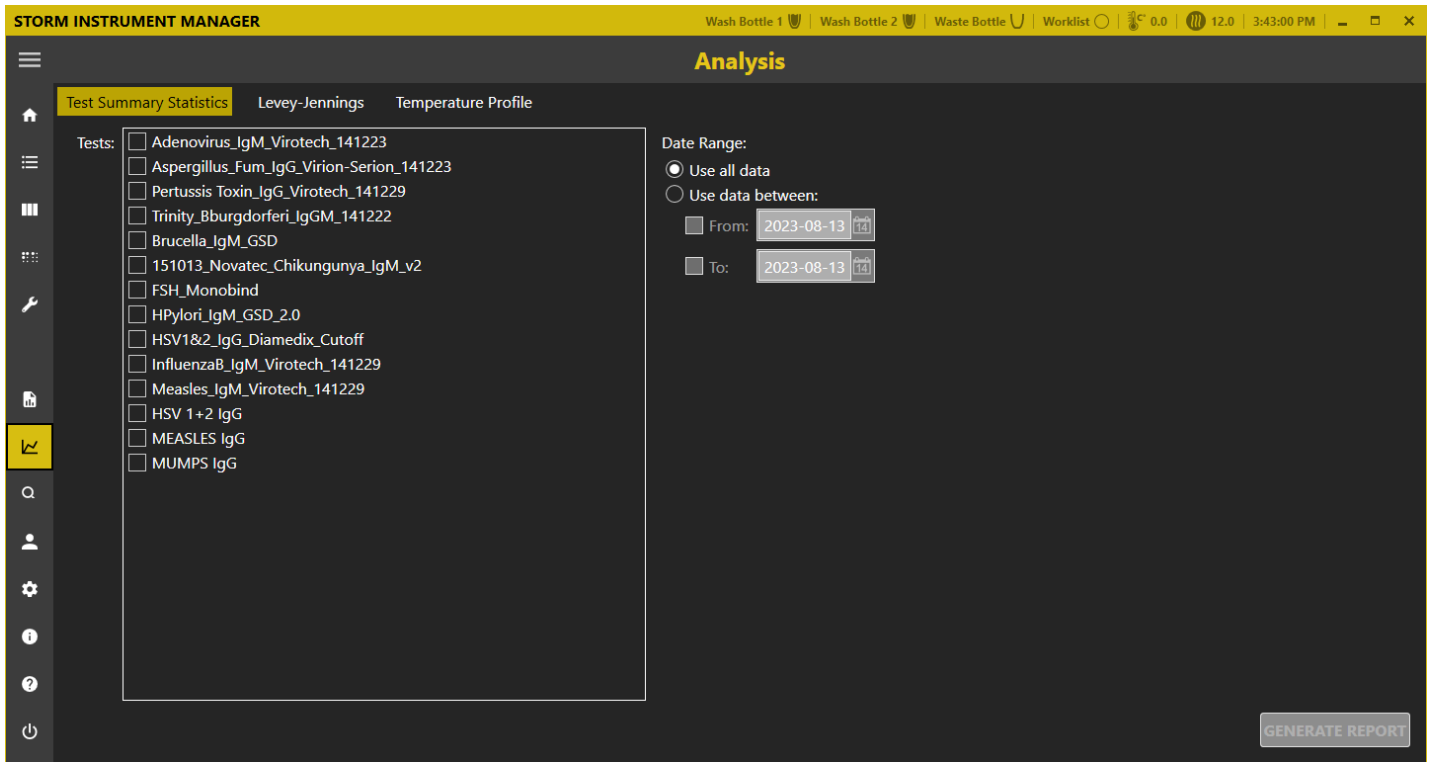 STORM INSTRUMENT MANAGER
Wash Bottle 1 | Wash Bottle 2 | Waste Bottle | Worklist | C° 0.0 | 12.0 | 3:43:00 PM
Analysis
Test Summary Statistics Levey-Jennings Temperature Profile
Tests:
Adenovirus_IgM_Virotech_141223
Aspergillus_Fum_IgG_Virion-Serion_141223
Pertussis Toxin_IgG_Virotech_141229
Trinity_Bburgdorferi_IgGM_141222
Brucella_IgM_GSD
151013_Novatec_Chikungunya_IgM_v2
FSH_Monobind
HPylori_IgM_GSD_2.0
HSV1&2_IgG_Diamedix_Cutoff
InfluenzaB_IgM_Virotech_141229
Measles_IgM_Virotech_141229
HSV 1+2 IgG
MEASLES IgG
MUMPS IgG
Date Range:
Use all data
Use data between:
From: 2023-08-13 14
To: 2023-08-13 14
GENERATE REPORT